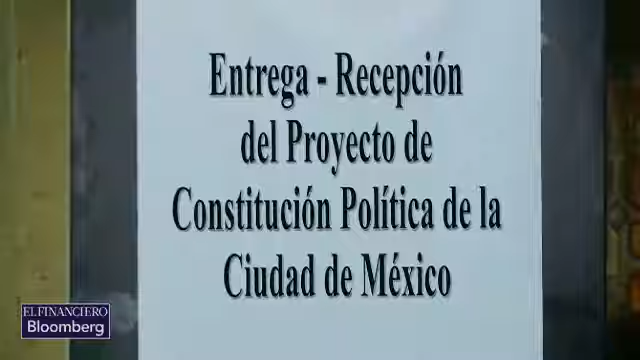 Entrega - Recepción
del Proyecto de
Constitución Política de la
Ciudad de México
EL FINANCIERO
Bloomberg